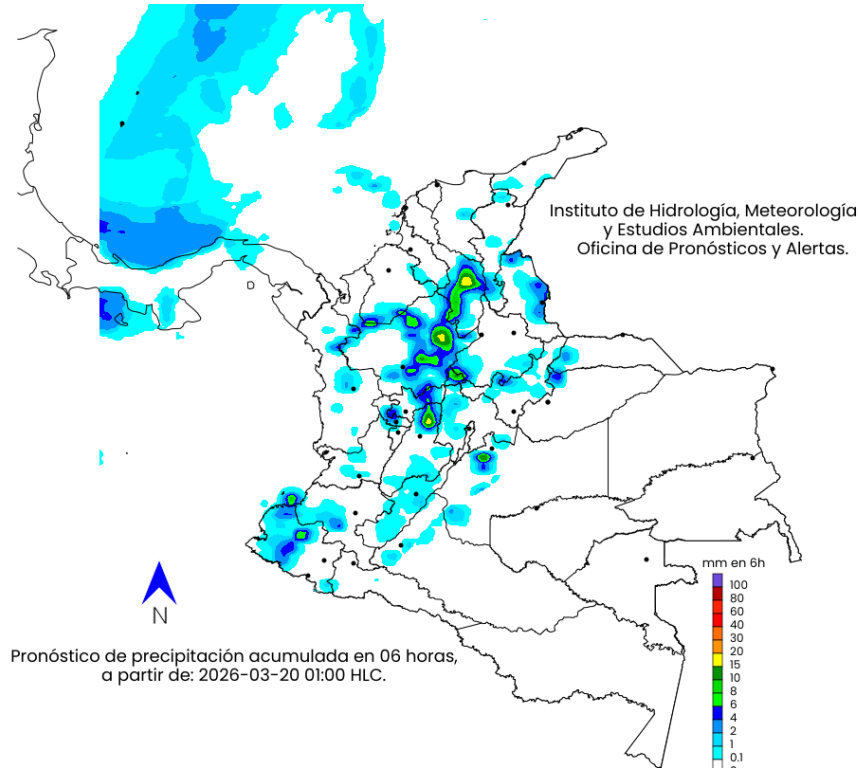 Instituto de Hidrología, Meteorología
y Estudios Ambientales.
Oficina de Pronósticos y Alertas.
mm en 6h
100
80
60
40
30
20
15
10
8
6
4
2
1
0.1
N
Pronóstico de precipitación acumulada en 06 horas,
a partir de: 2026-03-20 01:00 HLC.